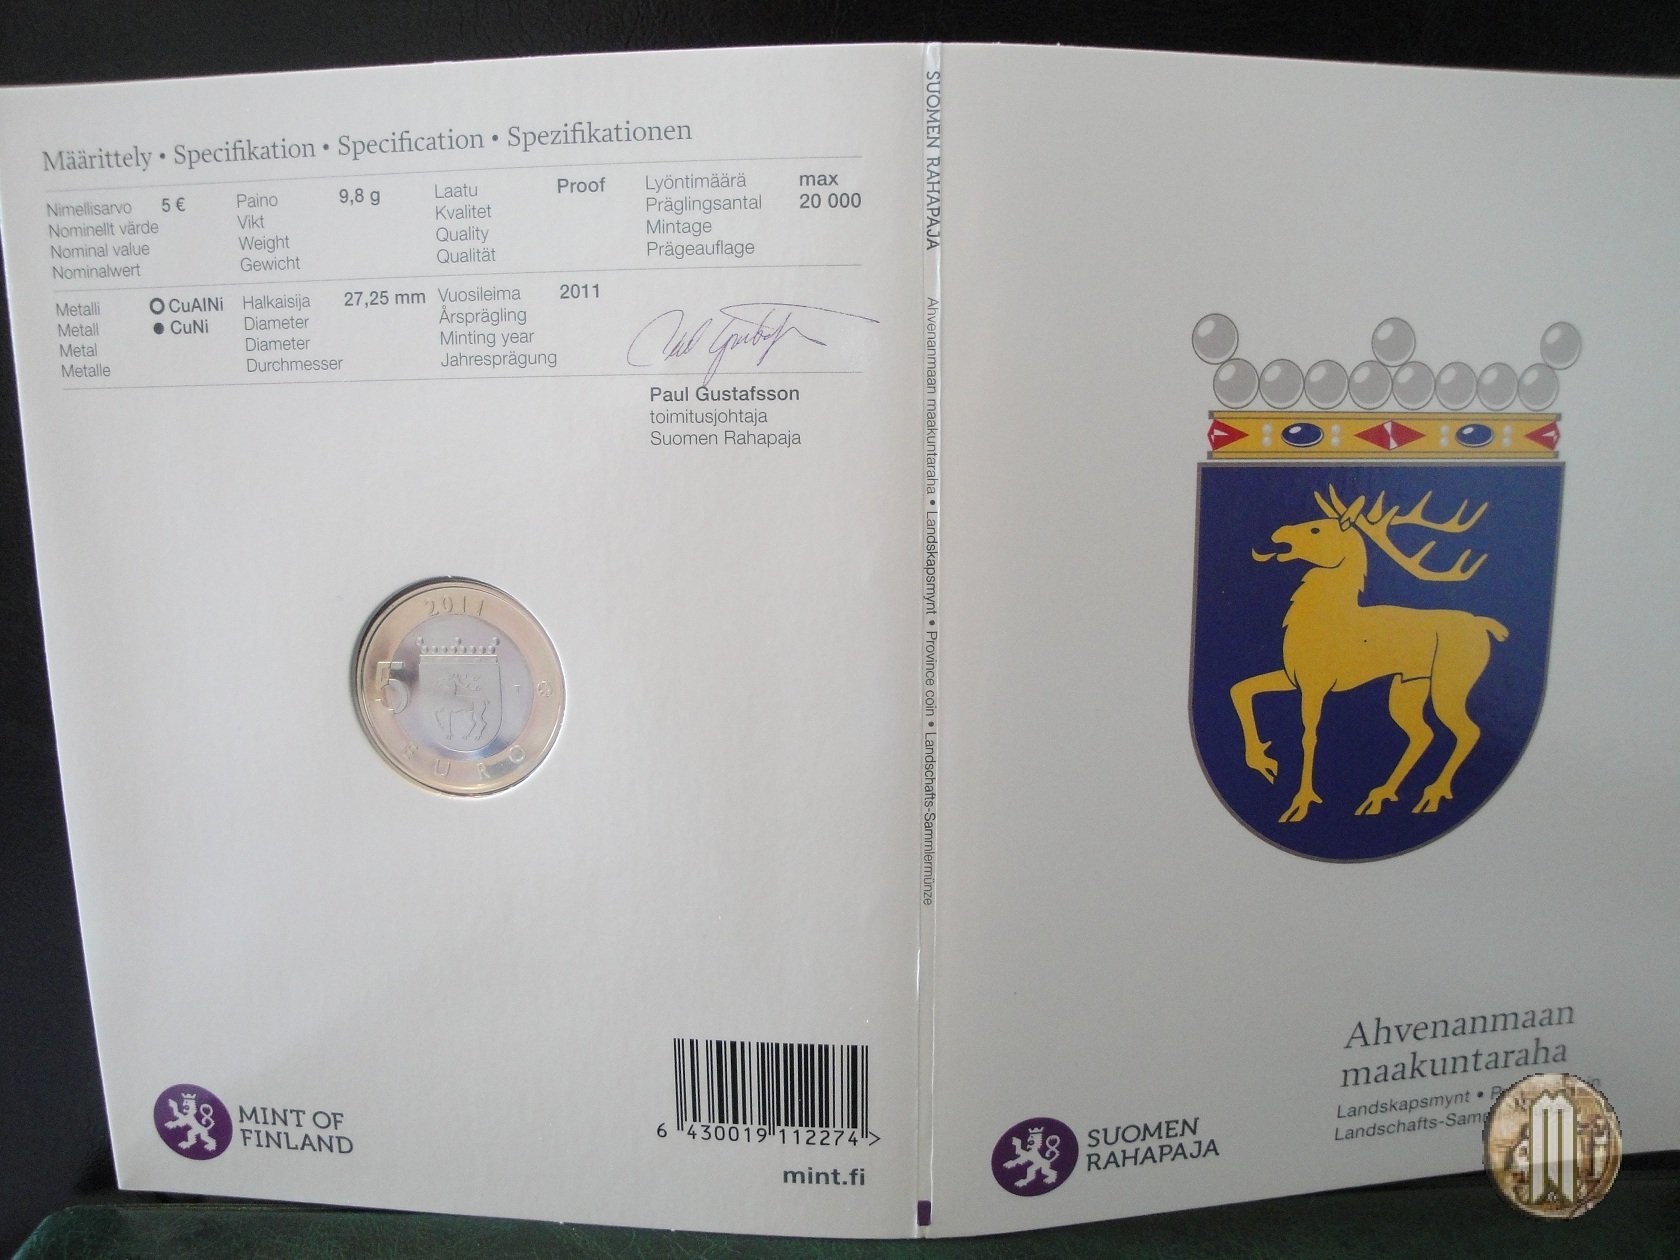 Määrittely • Specifikation • Specification • Spezifikationen
Nimellisarvo 5 €
Nominellt värde
Nominal value
Nominalwert
Paino 9,8 g
Vikt
Weight
Gewicht
Laatu Proof
Kvalitet
Quality
Qualität
Lyöntimäärä max
Präglingsantal 20 000
Mintage
Prägeauflage
Metalli CuAlNi
Metall CuNi
Metal
Metalle
Halkaisija 27,25 mm
Diameter
Diameter
Durchmesser
Vuosileima 2011
Årsprägling
Minting year
Jahresprägung
Paul Gustafsson
toimitusjohtaja
Suomen Rahapaja
2011
5
EURO
MINT OF
FINLAND
6 430019 112274 >
mint.fi
SUOMEN RAHAPAJA Ahvenanmaan maakuntaraha • Landskapsmynt • Province coin • Landschafts-Sammlermünze
Ahvenanmaan
maakuntaraha
Landskapsmynt •
SUOMEN
RAHAPAJA